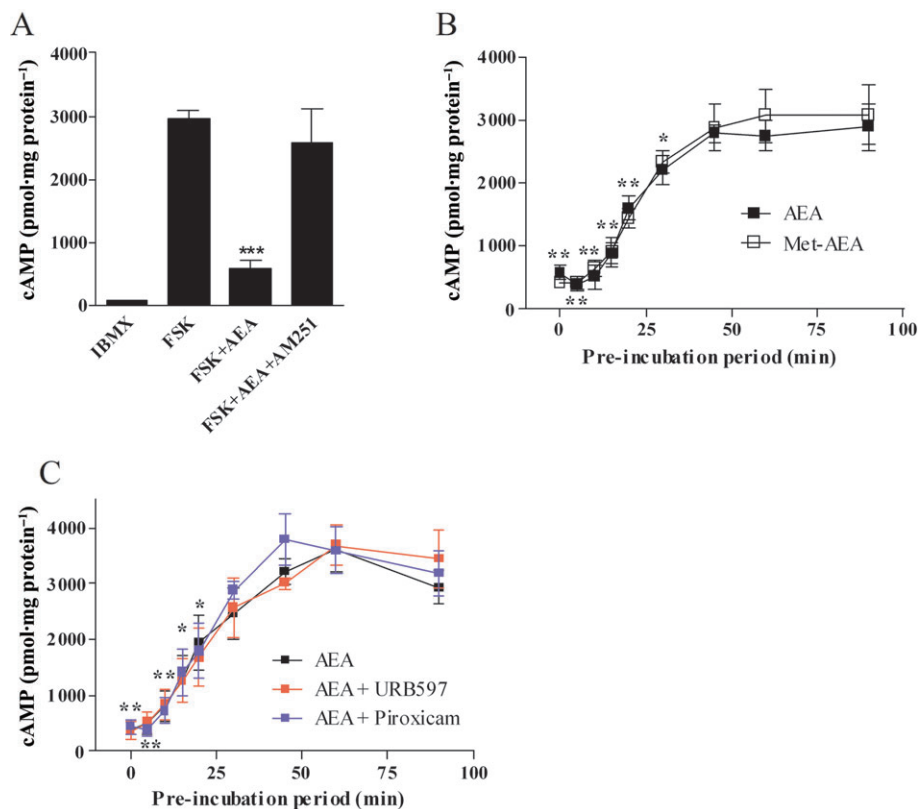 A
cAMP (pmol·mg protein⁻¹)
4000
3000
2000
1000
0
***
IBMX
FSK
FSK+AEA
FSK+AEA+AM251
B
cAMP (pmol·mg protein⁻¹)
4000
3000
2000
1000
0
**
**
**
**
**
*
AEA
Met-AEA
0 25 50 75 100
Pre-incubation period (min)
C
cAMP (pmol·mg protein⁻¹)
4000
3000
2000
1000
0
**
**
**
*
*
AEA
AEA + URB597
AEA + Piroxicam
0 25 50 75 100
Pre-incubation period (min)